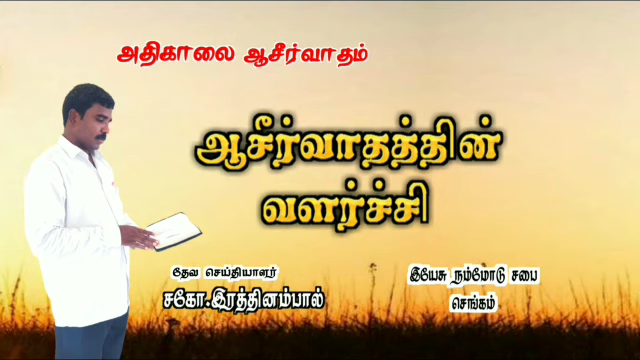 அதிகாலை ஆசீர்வாதம்
ஆசீர்வாதத்தின்
வளர்ச்சி
தேவ செய்தியாளர்
சகோ.இரத்தினம்பால்
இயேசு நம்மோடு சபை
செங்கம்